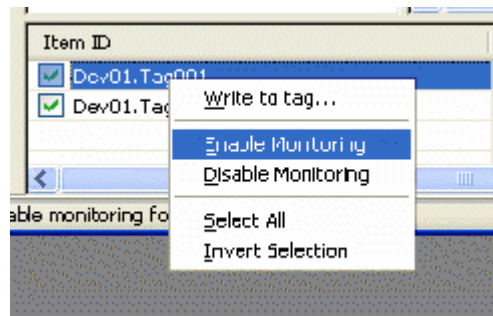 Item ID
Dev01.Tag001
Dev01.Tag
Write to tag...
Enable Monitoring
Disable Monitoring
able monitoring fo
Select All
Invert Selection